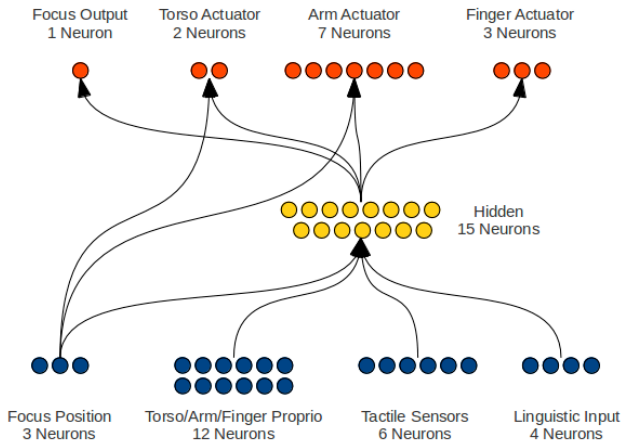 Focus Output
1 Neuron
Torso Actuator
2 Neurons
Arm Actuator
7 Neurons
Finger Actuator
3 Neurons
Hidden
15 Neurons
Focus Position
3 Neurons
Torso/Arm/Finger Proprio
12 Neurons
Tactile Sensors
6 Neurons
Linguistic Input
4 Neurons